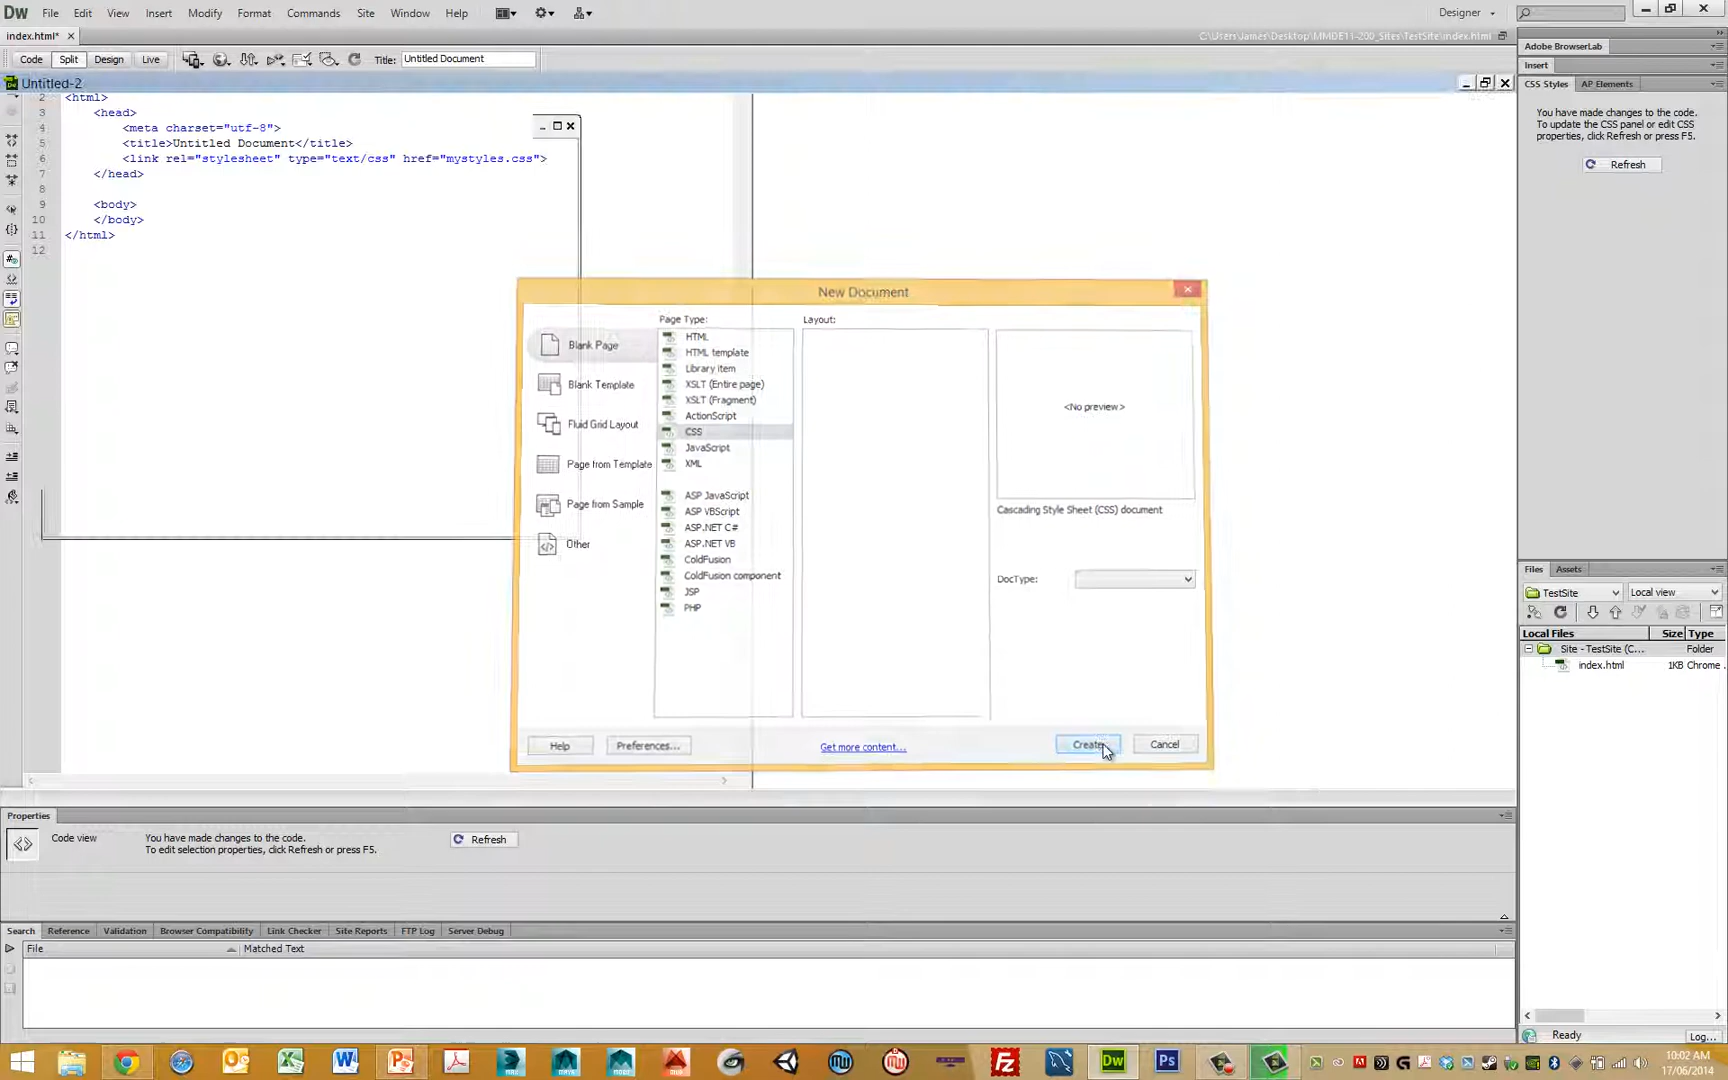 Dw File Edit View Insert Modify Format Commands Site Window Help Designer
index.html* C:\Users\James\Desktop\MMDE11-200_Sites\TestSite\index.html
Code Split Design Live Title: Untitled Document
Untitled-2
2 <html>
3 <head>
4 <meta charset="utf-8">
5 <title>Untitled Document</title>
6 <link rel="stylesheet" type="text/css" href="mystyles.css">
7 </head>
8
9 <body>
10 </body>
11 </html>
12
New Document
Page Type: Layout:
Blank Page
Blank Template
Fluid Grid Layout
Page from Template
Page from Sample
Other
HTML
HTML template
Library item
XSLT (Entire page)
XSLT (Fragment)
ActionScript
CSS
JavaScript
XML
ASP JavaScript
ASP VBScript
ASP.NET C#
ASP.NET VB
ColdFusion
ColdFusion component
JSP
PHP
<No preview>
Cascading Style Sheet (CSS) document
DocType:
Help Preferences... Get more content... Create Cancel
Adobe BrowserLab
Insert
CSS Styles AP Elements
You have made changes to the code.
To update the CSS panel or edit CSS
properties, click Refresh or press F5.
Refresh
Files Assets
TestSite Local view
Local Files Size Type
Site - TestSite (C... Folder
index.html 1KB Chrome
Ready Log...
Properties
Code view You have made changes to the code.
To edit selection properties, click Refresh or press F5.
Refresh
Search Reference Validation Browser Compatibility Link Checker Site Reports FTP Log Server Debug
File Matched Text
10:02 AM
17/06/2014